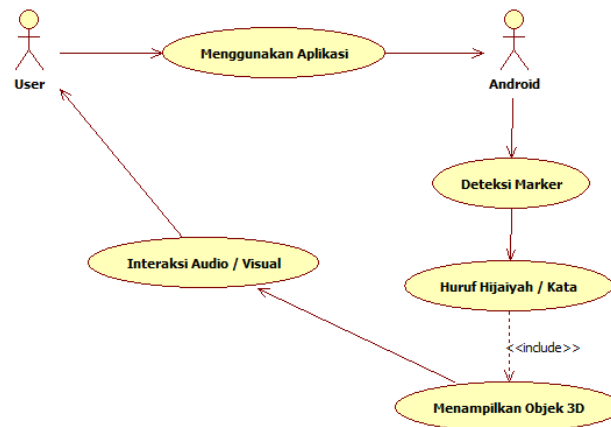 Menggunakan Aplikasi
User
Android
Deteksi Marker
Interaksi Audio / Visual
Huruf Hijaiyah / Kata
<<include>>
Menampilkan Objek 3D